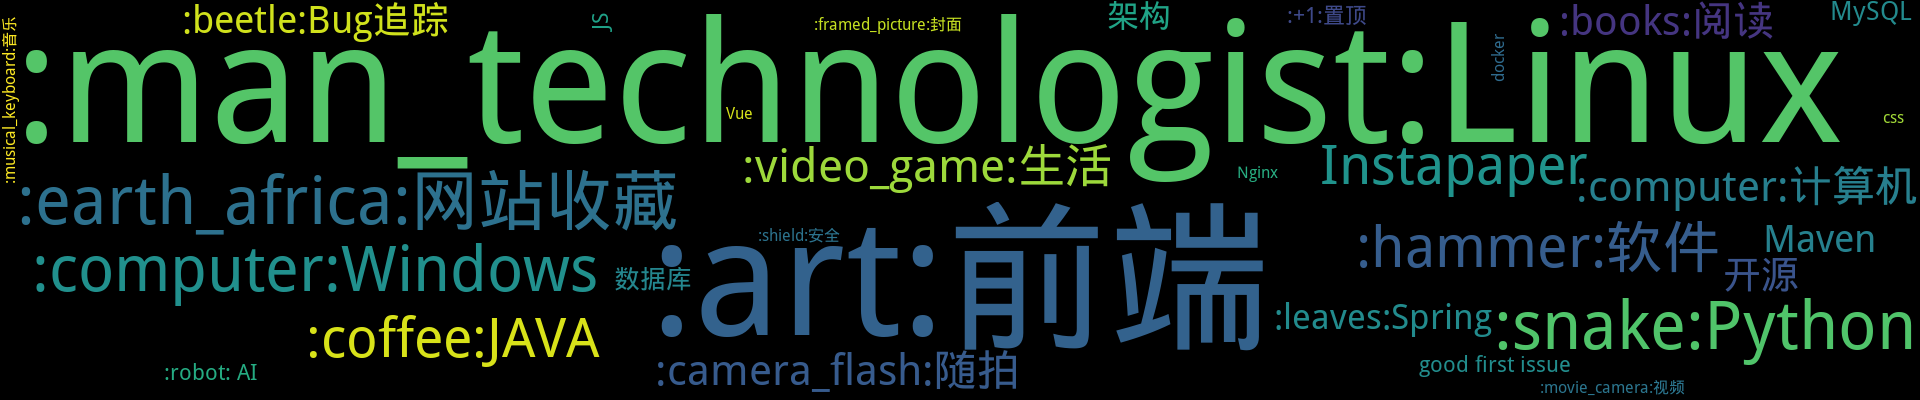 :musical_keyboard:音乐
:beetle:Bug追踪
JS
:framed_picture:封面
架构
:+1:置顶
:books:阅读
MySQL
:man_technologist:Linux
docker
Vue
css
:video_game:生活
Nginx
Instapaper
:computer:计算机
:earth_africa:网站收藏
:shield:安全
:art:前端
:hammer:软件
Maven
:computer:Windows
数据库
开源
:coffee:JAVA
:leaves:Spring
:snake:Python
:robot: AI
:camera_flash:随拍
good first issue
:movie_camera:视频